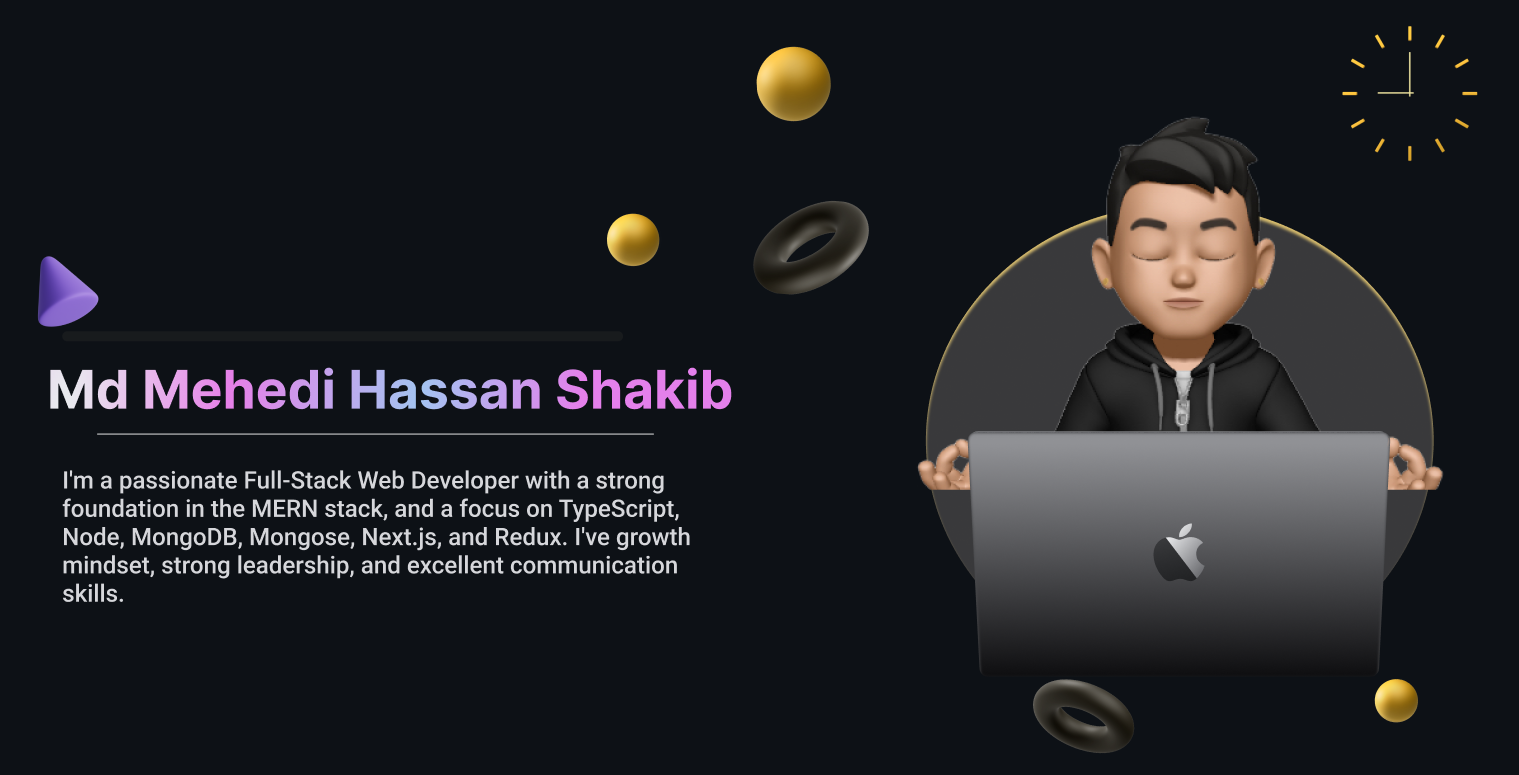 Md Mehedi Hassan Shakib
I'm a passionate Full-Stack Web Developer with a strong
foundation in the MERN stack, and a focus on TypeScript,
Node, MongoDB, Mongose, Next.js, and Redux. I've growth
mindset, strong leadership, and excellent communication
skills.